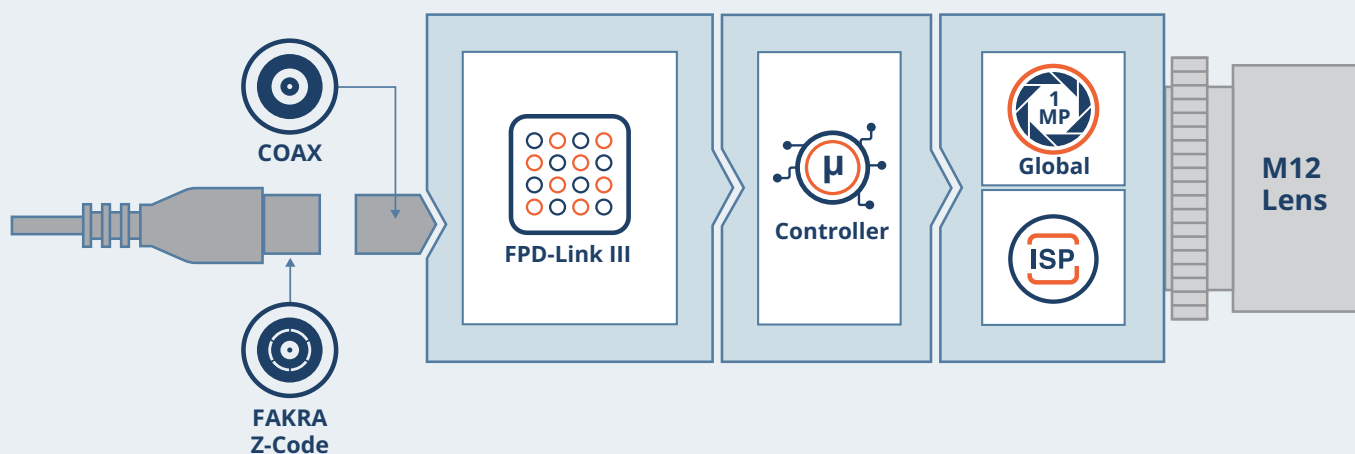 COAX
FAKRA
Z-Code
FPD-Link III
µ
Controller
1
MP
Global
ISP
M12
Lens